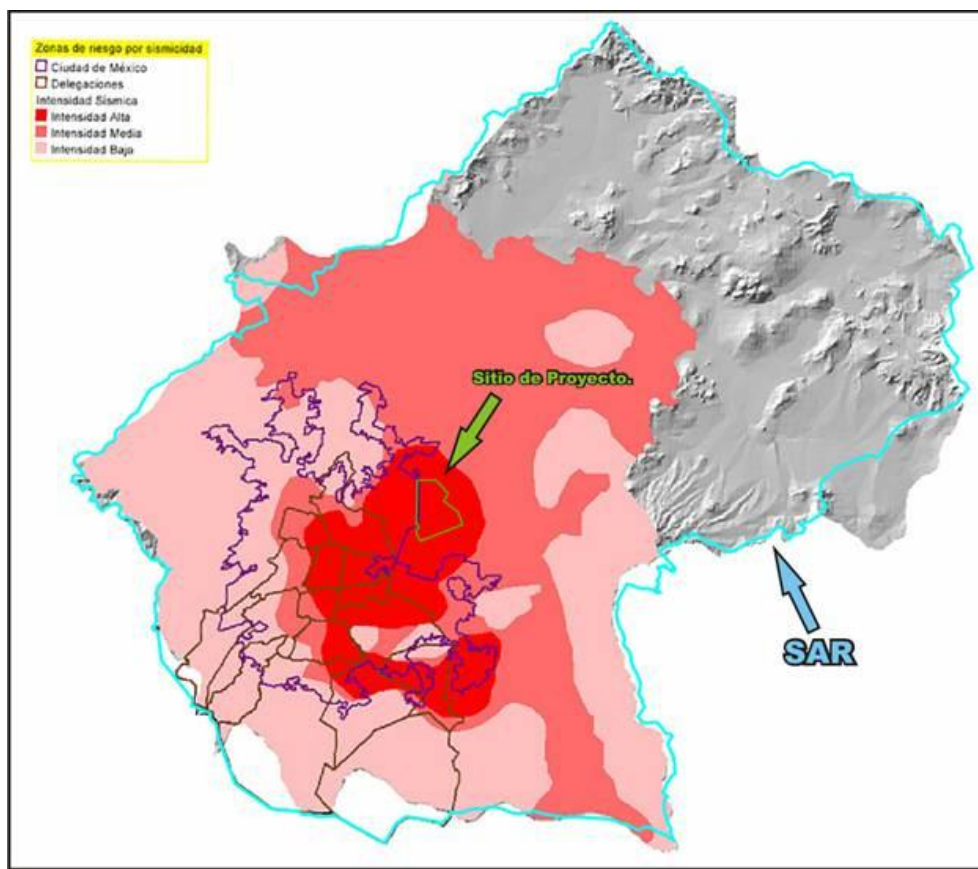 Zonas de riesgo por sismicidad
Ciudad de México
Delegaciones
Intensidad Sísmica
Intensidad Alta
Intensidad Media
Intensidad Baja
Sitio de Proyecto.
SAR